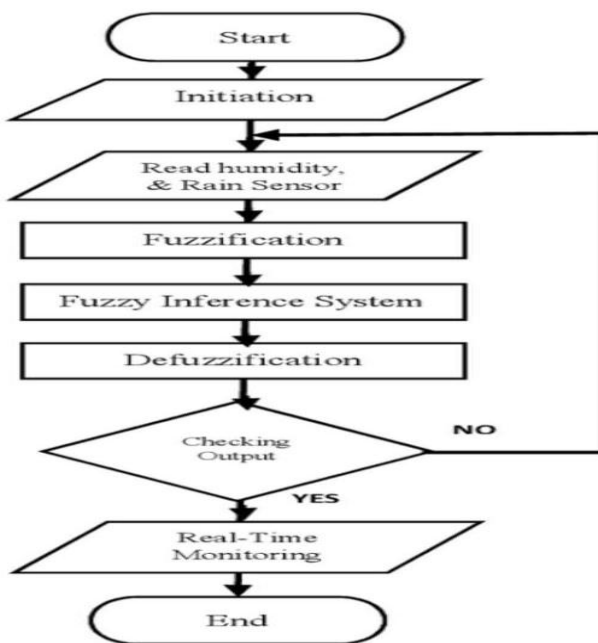 Start
Initiation
Read humidity,
& Rain Sensor
Fuzzification
Fuzzy Inference System
Defuzzification
Checking
Output
NO
YES
Real-Time
Monitoring
End